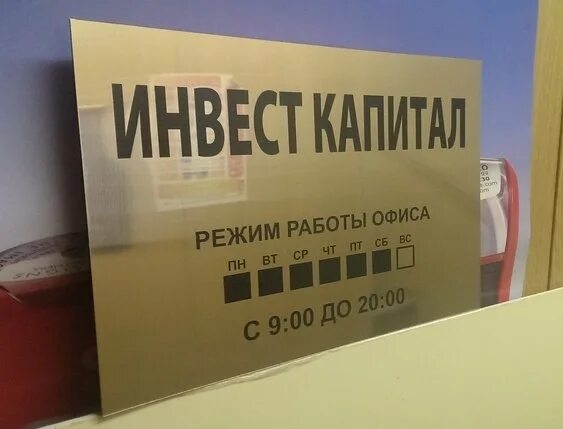 ИНВЕСТ КАПИТАЛ
РЕЖИМ РАБОТЫ ОФИСА
ПН ВТ СР ЧТ ПТ СБ ВС
С 9:00 ДО 20:00